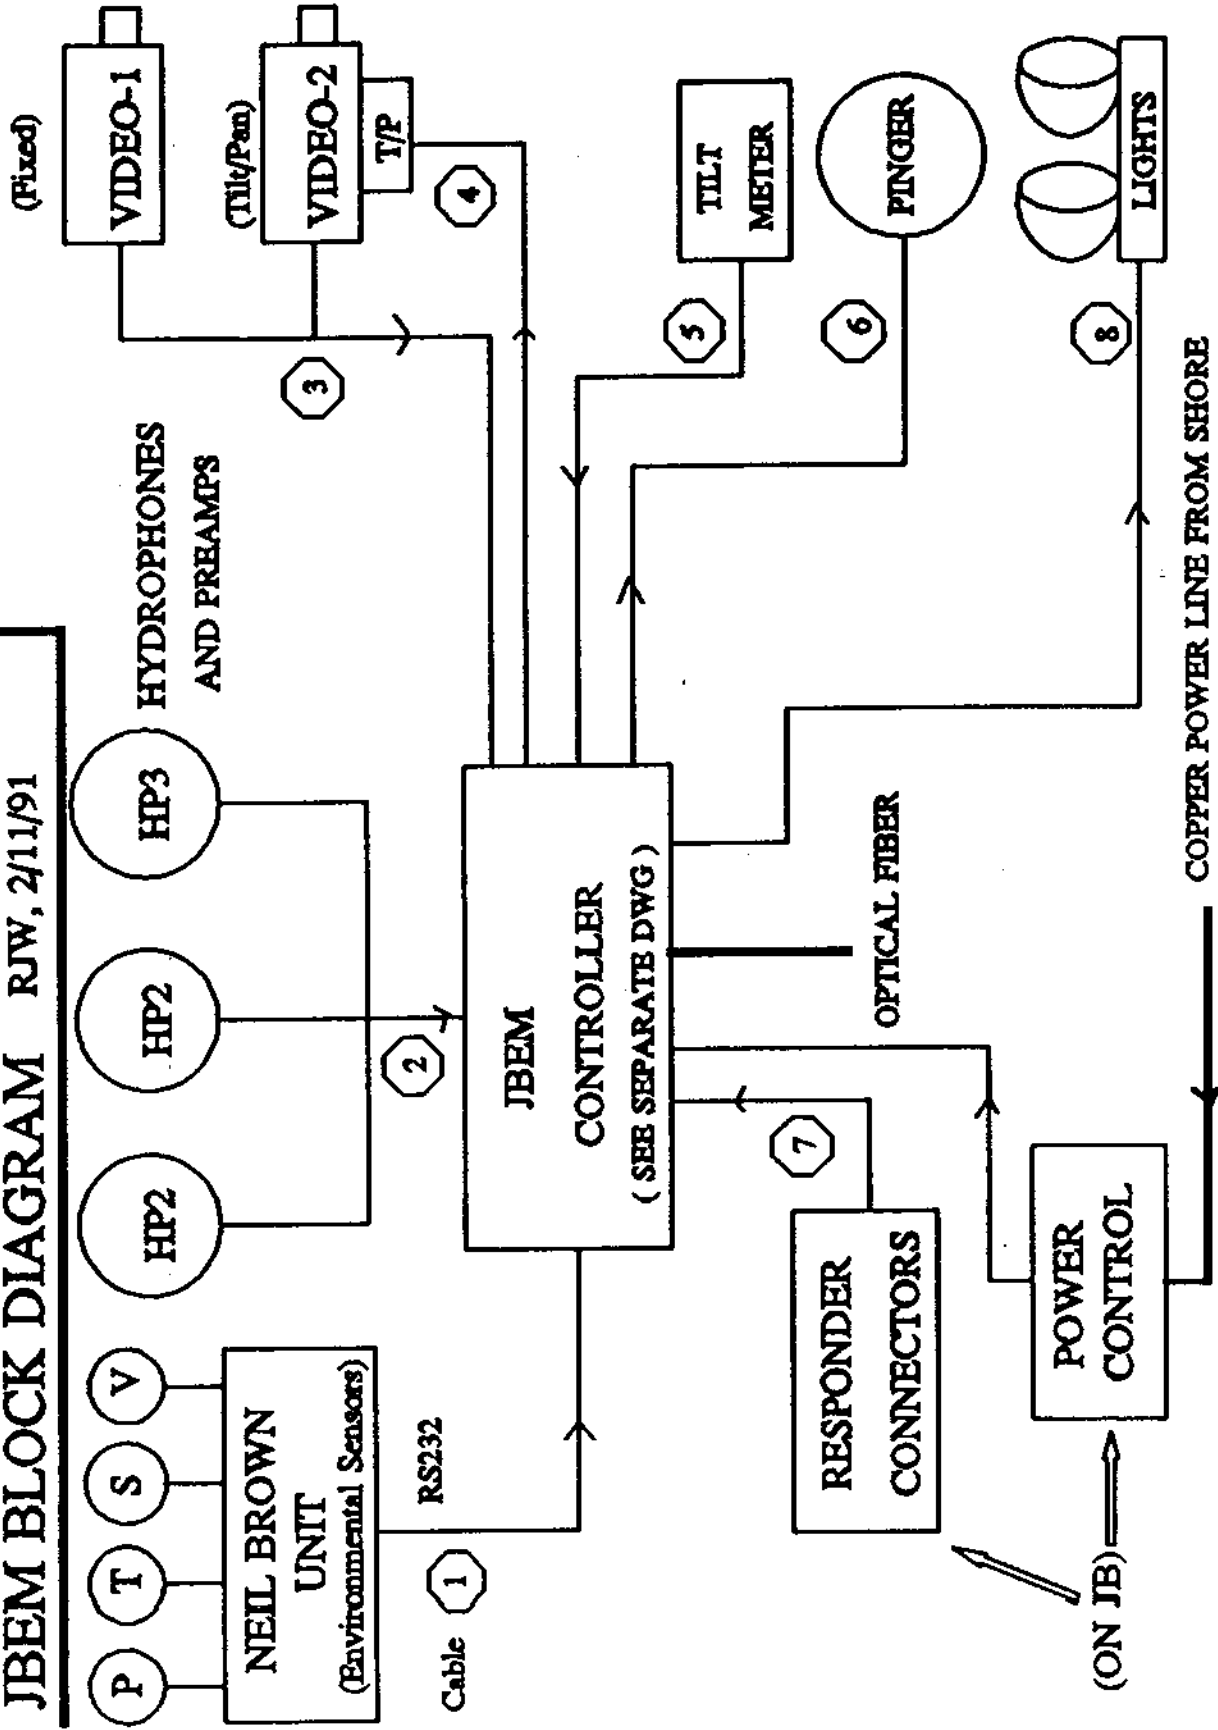 JBEM BLOCK DIAGRAM RJW, 2/11/91
P
T
S
V
NEIL BROWN
UNIT
(Environmental Sensors)
Cable 1
RS232
HP2
HP2
HP3
HYDROPHONES
AND PREAMPS
2
(Fixed)
VIDEO-1
(Tilt/Pan)
VIDEO-2
T/P
3
4
JBEM
CONTROLLER
( SEE SEPARATE DWG )
TILT
METER
5
PINGER
6
LIGHTS
8
OPTICAL FIBER
7
RESPONDER
CONNECTORS
POWER
CONTROL
(ON JB)
COPPER POWER LINE FROM SHORE